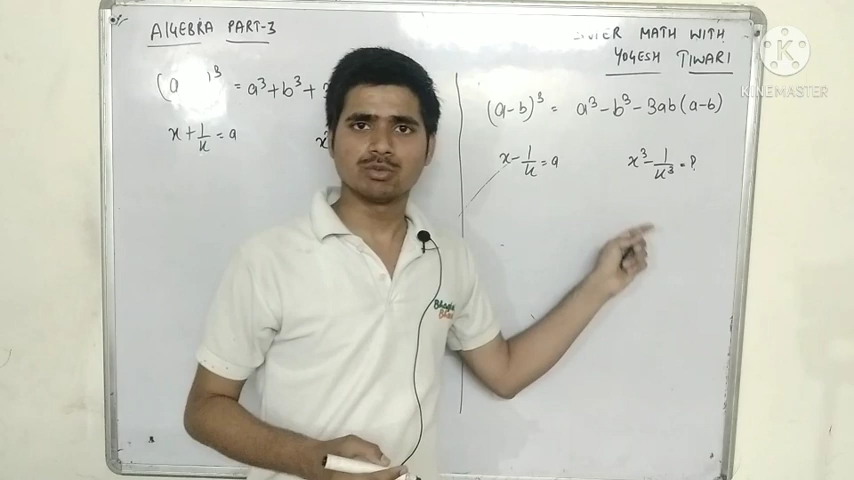 ALGEBRA PART-3
MATH WITH
YOGESH TIWARI
KINEMASTER
(a )³ = a³ + b³ +
x + 1/x = a
(a-b)³ = a³ - b³ - 3ab(a-b)
x - 1/x = a
x³ - 1/x³ = ?